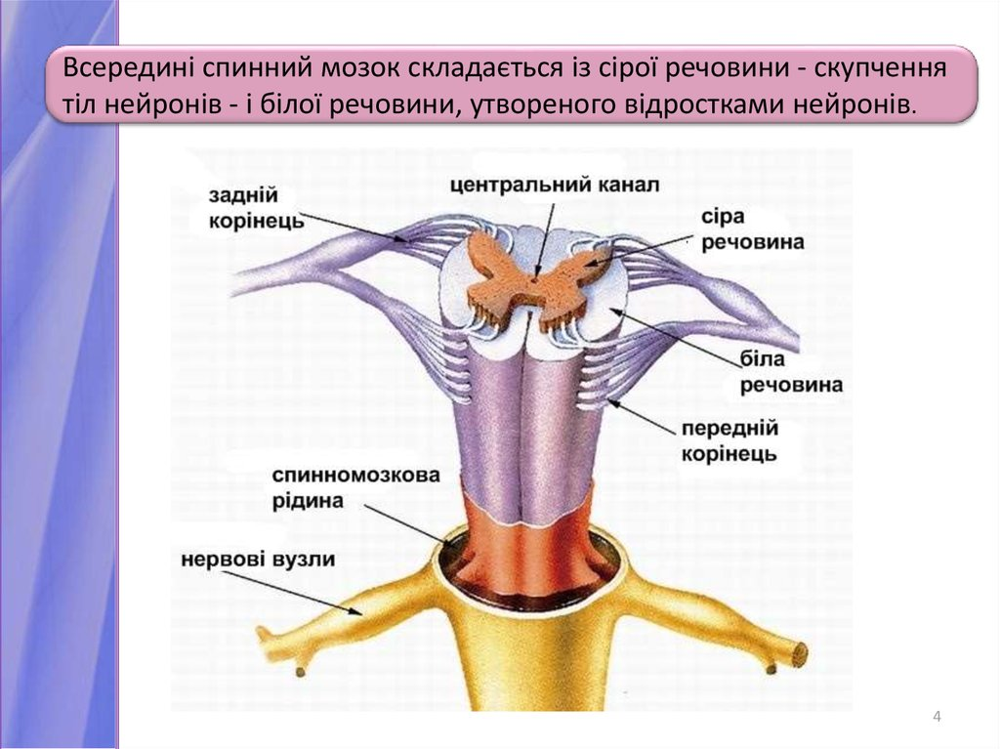 Всередині спинний мозок складається із сірої речовини - скупчення
тіл нейронів - і білої речовини, утвореного відростками нейронів.
центральний канал
задній
корінець
сіра
речовина
біла
речовина
передній
корінець
спинномозкова
рідина
нервові вузли
4